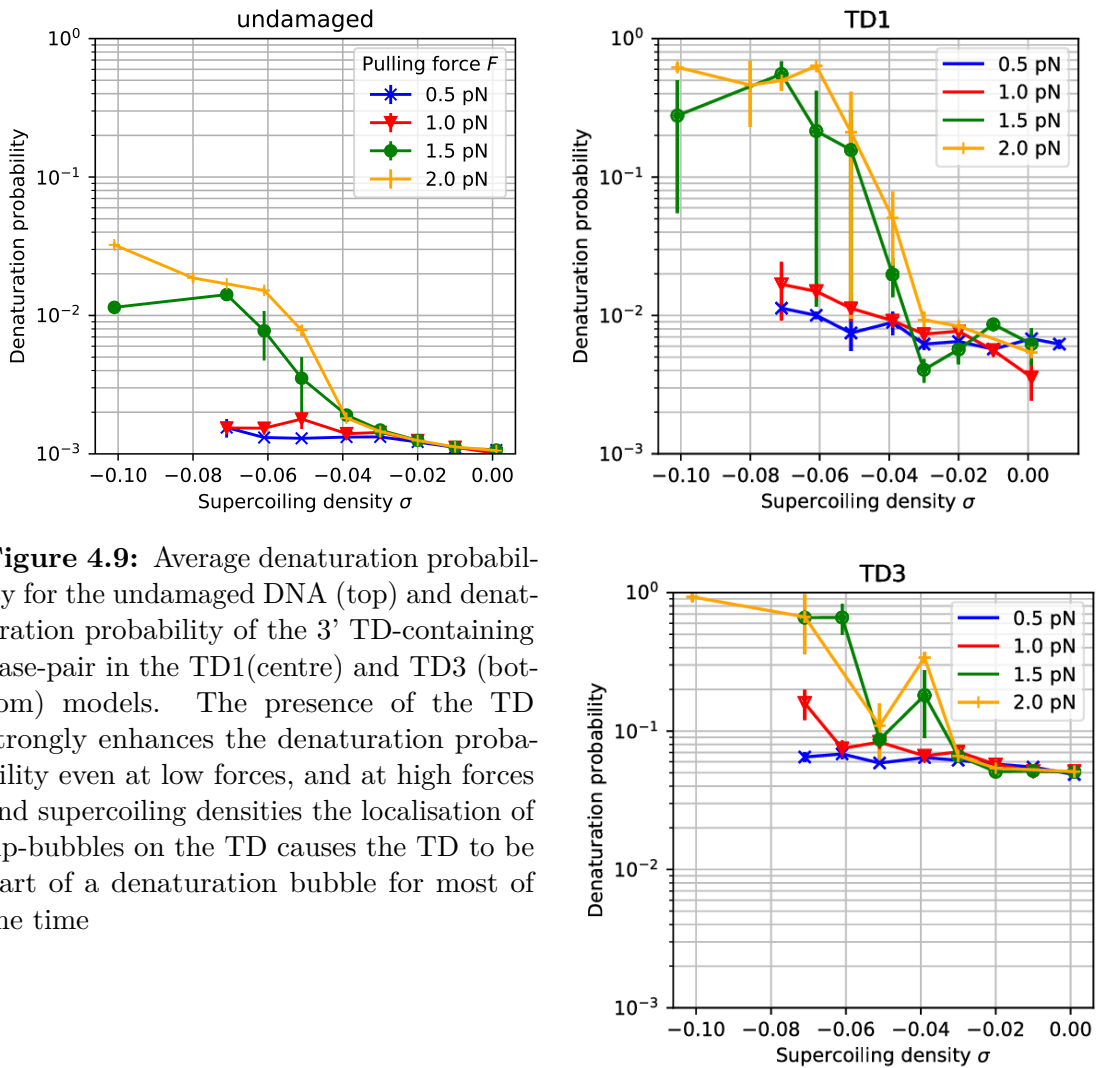 undamaged
10⁰
10⁻¹
10⁻²
10⁻³
Denaturation probability
Pulling force F
0.5 pN
1.0 pN
1.5 pN
2.0 pN
−0.10 −0.08 −0.06 −0.04 −0.02 0.00
Supercoiling density σ
TD1
10⁰
10⁻¹
10⁻²
10⁻³
Denaturation probability
0.5 pN
1.0 pN
1.5 pN
2.0 pN
−0.10 −0.08 −0.06 −0.04 −0.02 0.00
Supercoiling density σ
igure 4.9: Average denaturation probabil-
y for the undamaged DNA (top) and denat-
ration probability of the 3’ TD-containing
ase-pair in the TD1(centre) and TD3 (bot-
om) models. The presence of the TD
trongly enhances the denaturation proba-
ility even at low forces, and at high forces
nd supercoiling densities the localisation of
ip-bubbles on the TD causes the TD to be
art of a denaturation bubble for most of
he time
TD3
10⁰
10⁻¹
10⁻²
10⁻³
Denaturation probability
0.5 pN
1.0 pN
1.5 pN
2.0 pN
−0.10 −0.08 −0.06 −0.04 −0.02 0.00
Supercoiling density σ